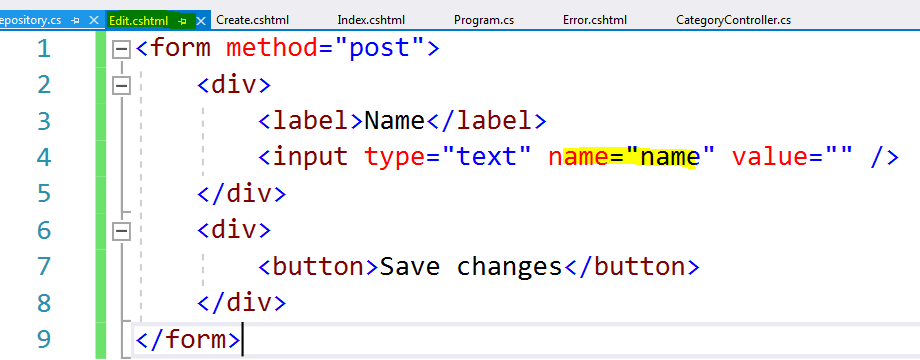 epository.cs Edit.cshtml Create.cshtml Index.cshtml Program.cs Error.cshtml CategoryController.cs
1 <form method="post">
2 <div>
3 <label>Name</label>
4 <input type="text" name="name" value="" />
5 </div>
6 <div>
7 <button>Save changes</button>
8 </div>
9 </form>